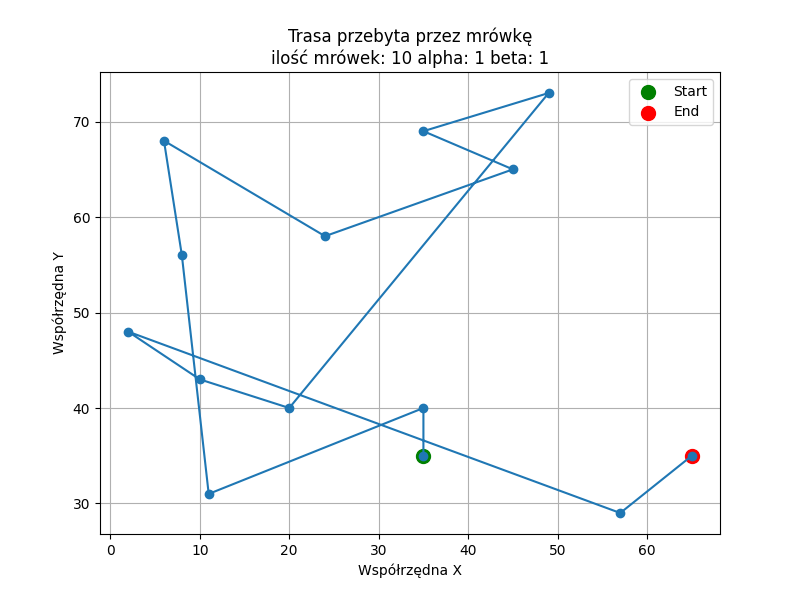 Trasa przebyta przez mrówkę
ilość mrówek: 10 alpha: 1 beta: 1
Start
End
70
60
50
40
30
Współrzędna Y
0 10 20 30 40 50 60
Współrzędna X